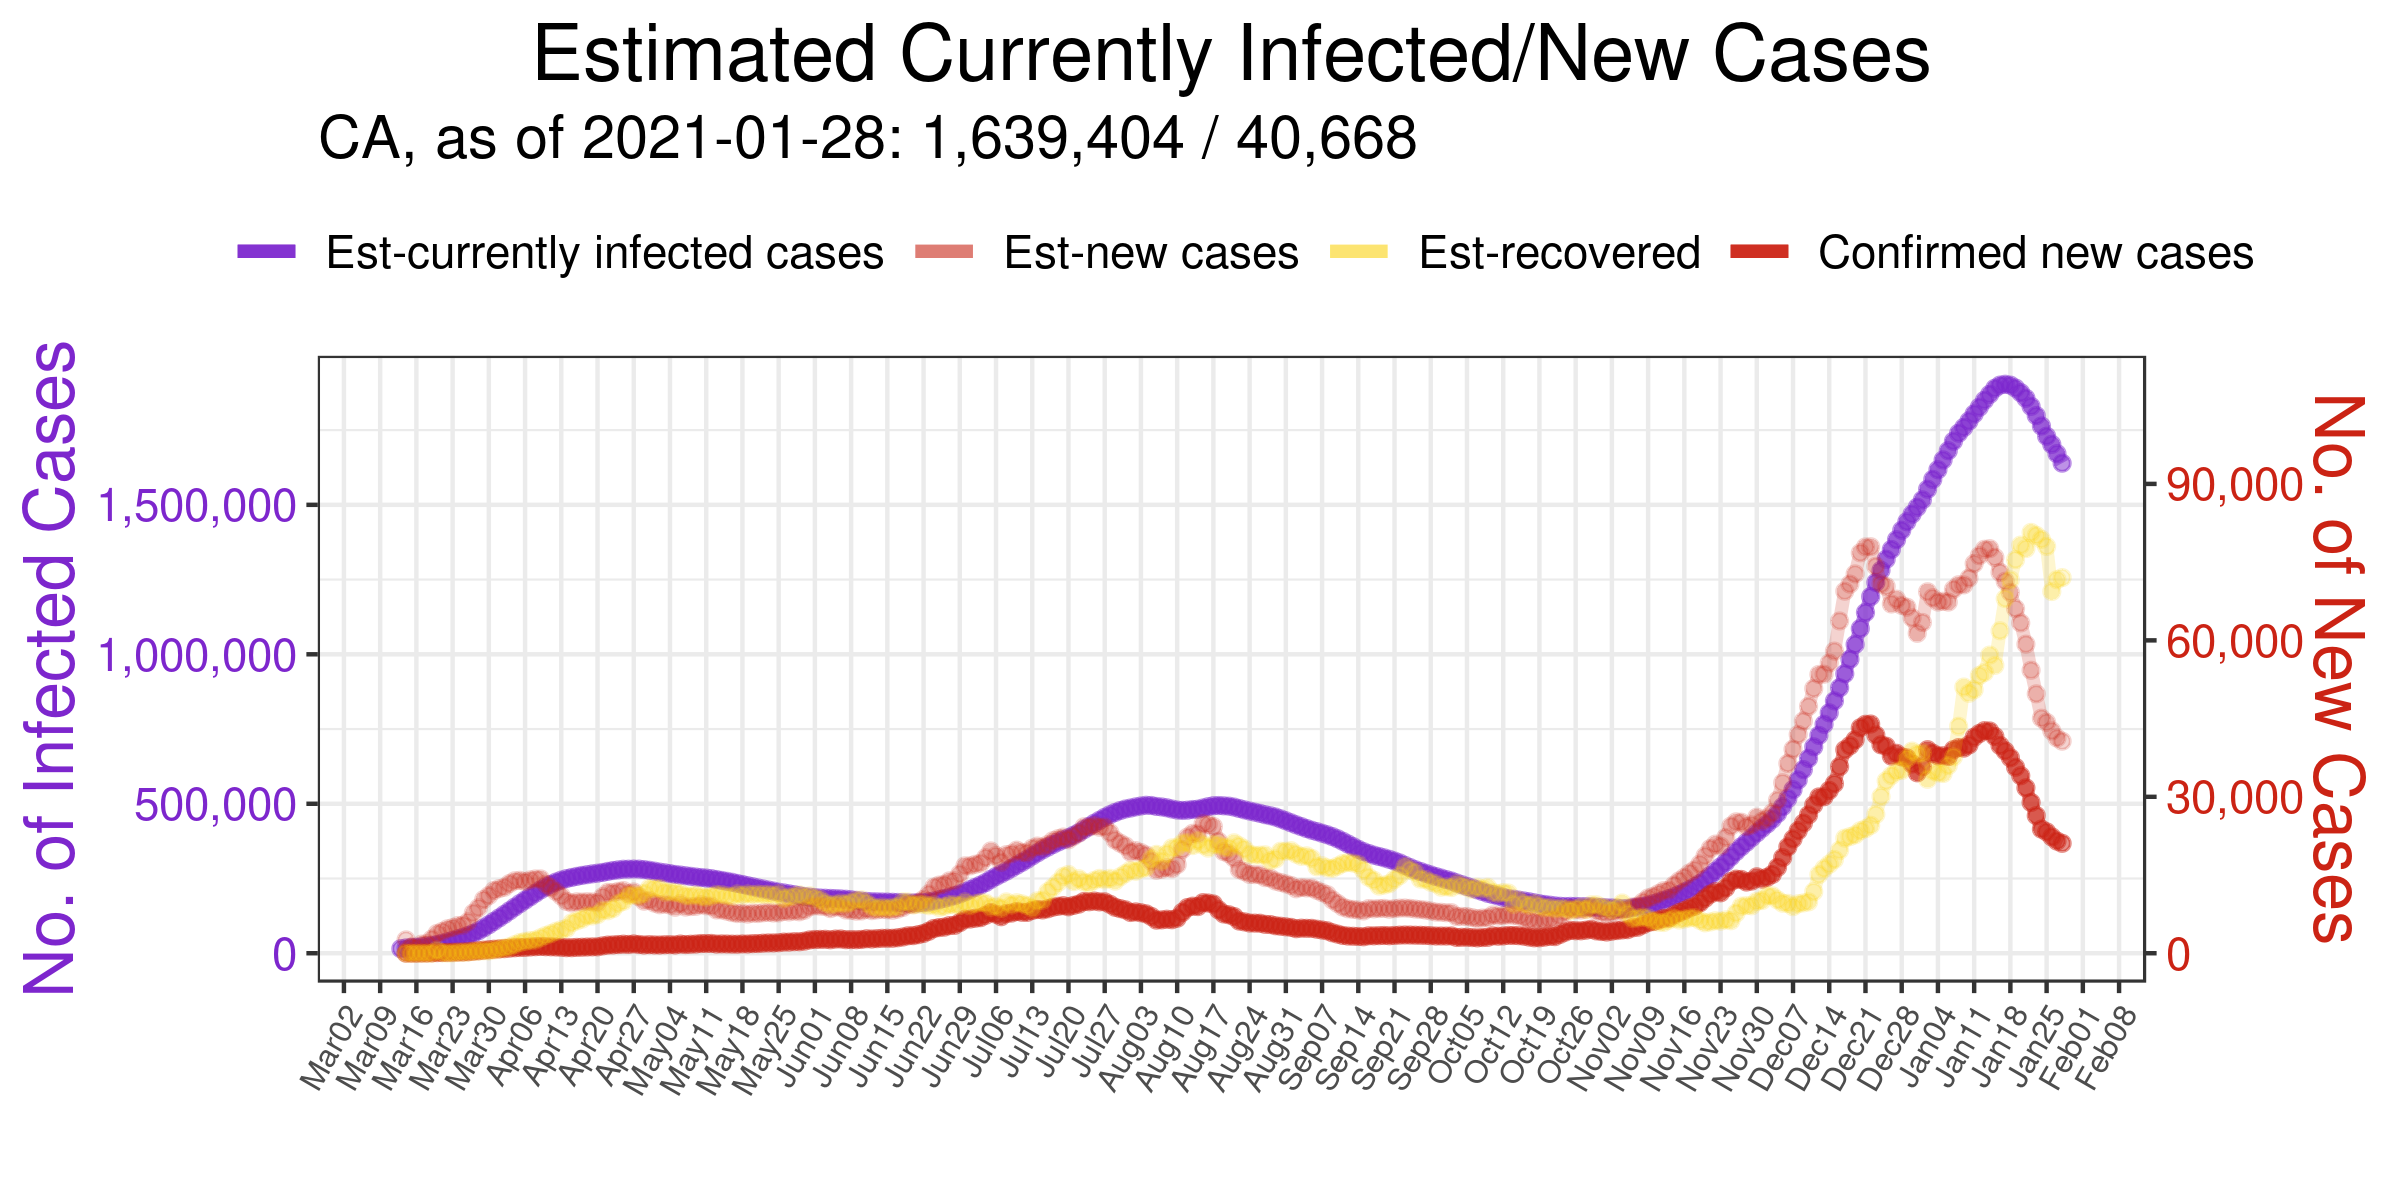 Estimated Currently Infected/New Cases
CA, as of 2021-01-28: 1,639,404 / 40,668
Est-currently infected cases Est-new cases Est-recovered Confirmed new cases
No. of Infected Cases
1,500,000
1,000,000
500,000
0
90,000
60,000
30,000
0
No. of New Cases
Mar02 Mar09 Mar16 Mar23 Mar30 Apr06 Apr13 Apr20 Apr27 May04 May11 May18 May25 Jun01 Jun08 Jun15 Jun22 Jun29 Jul06 Jul13 Jul20 Jul27 Aug03 Aug10 Aug17 Aug24 Aug31 Sep07 Sep14 Sep21 Sep28 Oct05 Oct12 Oct19 Oct26 Nov02 Nov09 Nov16 Nov23 Nov30 Dec07 Dec14 Dec21 Dec28 Jan04 Jan11 Jan18 Jan25 Feb01 Feb08